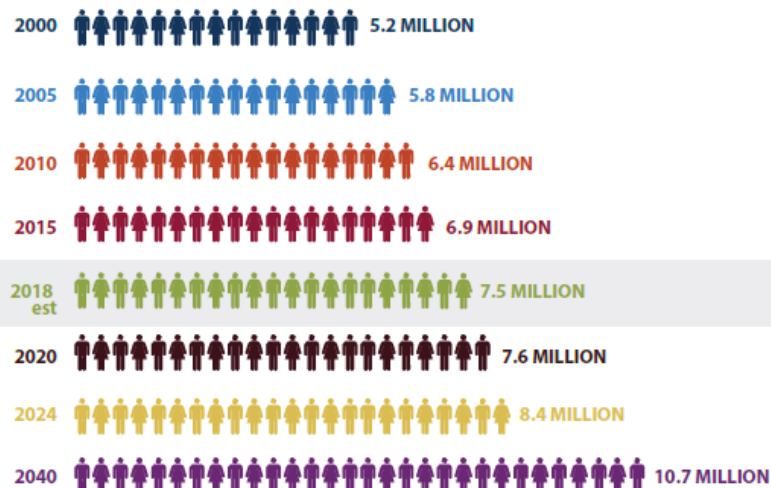 2000 5.2 MILLION
2005 5.8 MILLION
2010 6.4 MILLION
2015 6.9 MILLION
2018 7.5 MILLION
est
2020 7.6 MILLION
2024 8.4 MILLION
2040 10.7 MILLION